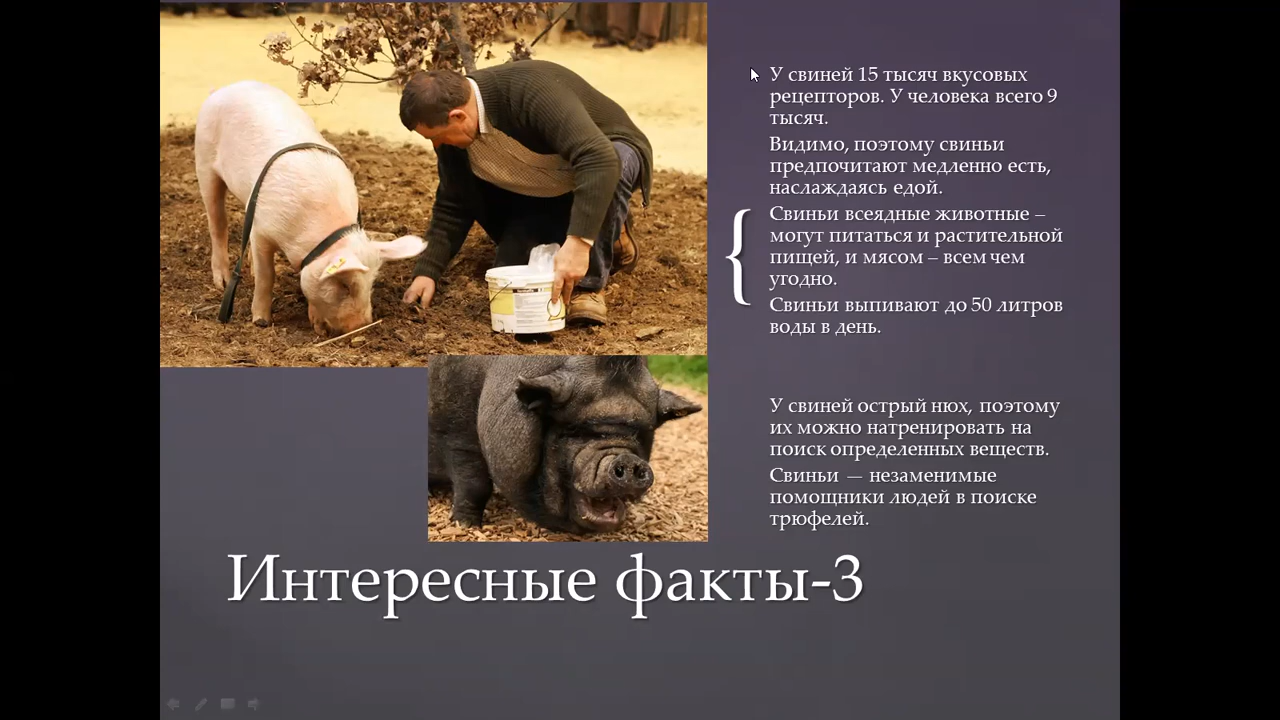 У свиней 15 тысяч вкусовых
рецепторов. У человека всего 9
тысяч.
Видимо, поэтому свиньи
предпочитают медленно есть,
наслаждаясь едой.
Свиньи всеядные животные –
могут питаться и растительной
пищей, и мясом – всем чем
угодно.
Свиньи выпивают до 50 литров
воды в день.
У свиней острый нюх, поэтому
их можно натренировать на
поиск определенных веществ.
Свиньи — незаменимые
помощники людей в поиске
трюфелей.
Интересные факты-3